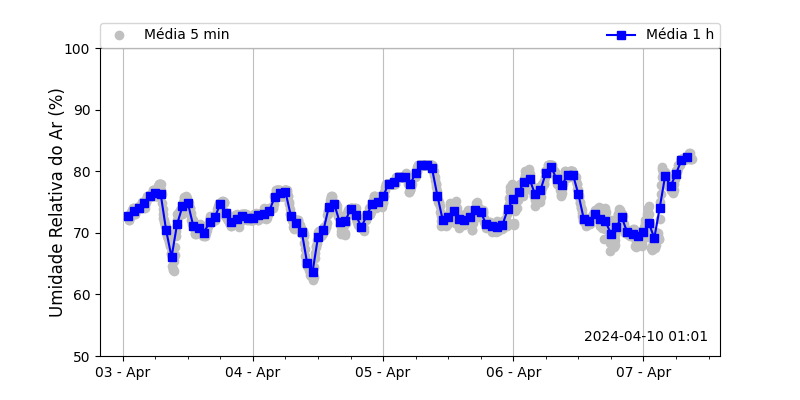 Média 5 min
Média 1 h
Umidade Relativa do Ar (%)
100
90
80
70
60
50
2024-04-10 01:01
03 - Apr
04 - Apr
05 - Apr
06 - Apr
07 - Apr